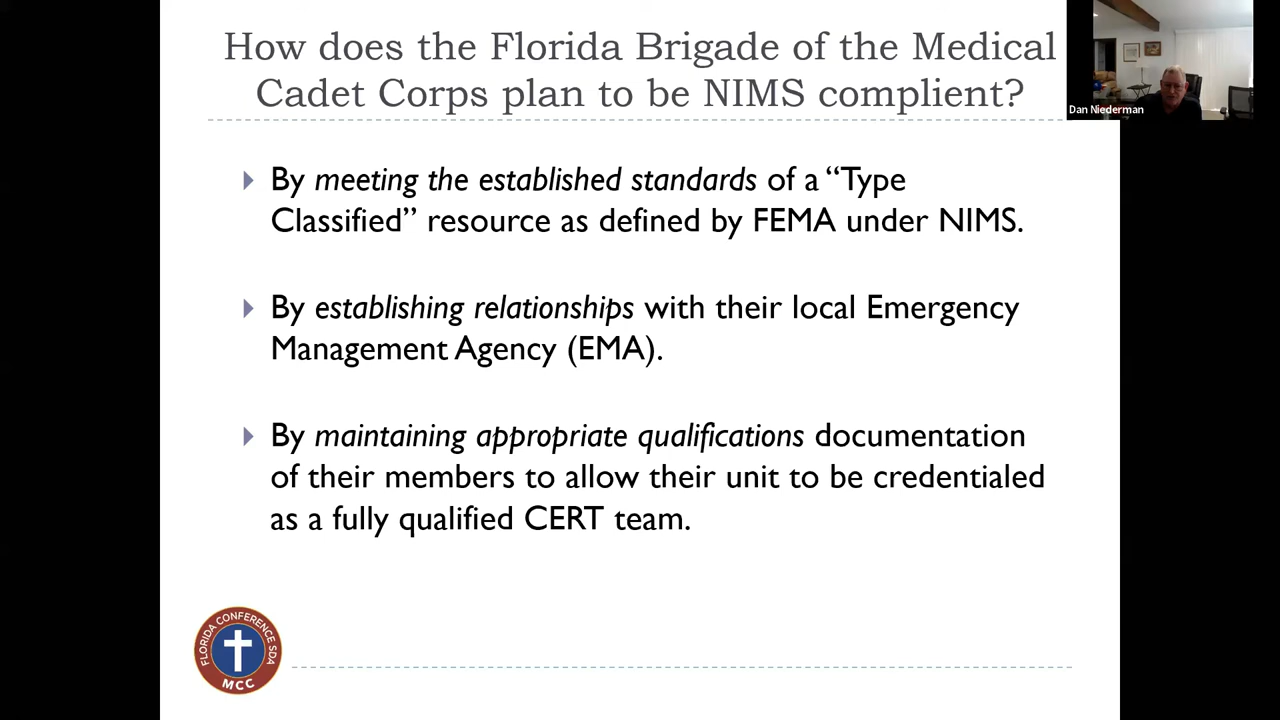 How does the Florida Brigade of the Medical
Cadet Corps plan to be NIMS complient?
Dan Niederman
By meeting the established standards of a “Type
Classified” resource as defined by FEMA under NIMS.
By establishing relationships with their local Emergency
Management Agency (EMA).
By maintaining appropriate qualifications documentation
of their members to allow their unit to be credentialed
as a fully qualified CERT team.
FLORIDA CONFERENCE SDA
MCC